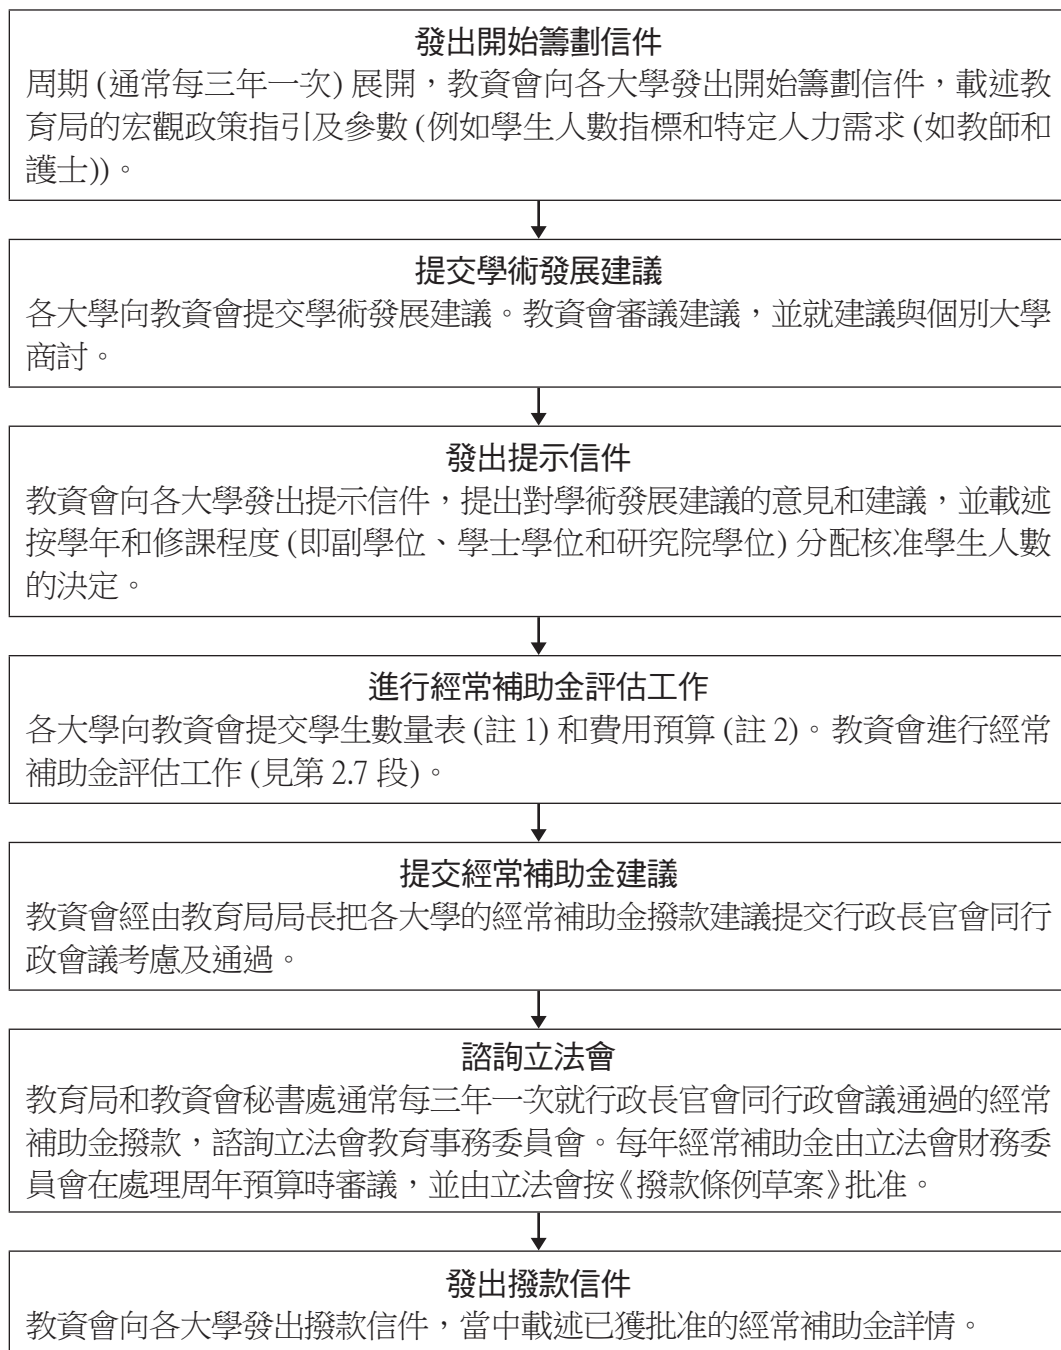 發出開始籌劃信件
周期 (通常每三年一次) 展開，教資會向各大學發出開始籌劃信件，載述教
育局的宏觀政策指引及參數 (例如學生人數指標和特定人力需求 (如教師和
護士))。
提交學術發展建議
各大學向教資會提交學術發展建議。教資會審議建議，並就建議與個別大學
商討。
發出提示信件
教資會向各大學發出提示信件，提出對學術發展建議的意見和建議，並載述
按學年和修課程度 (即副學位、學士學位和研究院學位) 分配核准學生人數
的決定。
進行經常補助金評估工作
各大學向教資會提交學生數量表 (註 1) 和費用預算 (註 2)。教資會進行經常
補助金評估工作 (見第 2.7 段)。
提交經常補助金建議
教資會經由教育局局長把各大學的經常補助金撥款建議提交行政長官會同行
政會議考慮及通過。
諮詢立法會
教育局和教資會秘書處通常每三年一次就行政長官會同行政會議通過的經常
補助金撥款，諮詢立法會教育事務委員會。每年經常補助金由立法會財務委
員會在處理周年預算時審議，並由立法會按《撥款條例草案》批准。
發出撥款信件
教資會向各大學發出撥款信件，當中載述已獲批准的經常補助金詳情。